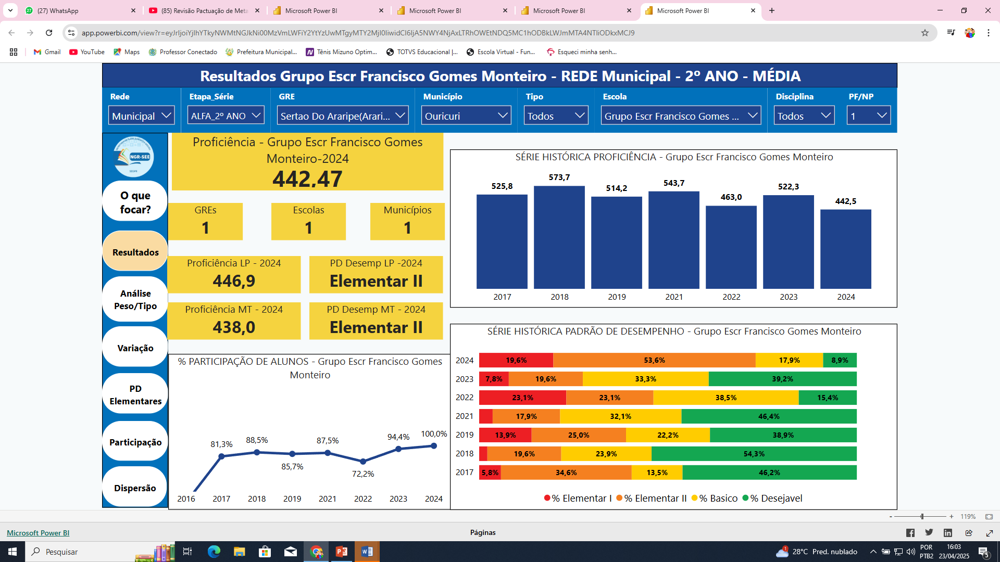 (27) WhatsApp
(85) Revisão Pactuação de Meta
Microsoft Power BI
Microsoft Power BI
Microsoft Power BI
Microsoft Power BI
app.powerbi.com/view?r=eyJrIjoiYjlhYTkyNWMtNGJkNi00MzVmLWFiY2YtYzUwMTgyMTY2MjI0IiwidCI6IjA5NWY4NjAxLTRhOWEtNDQ5MC1hODBkLWJmMTA4NTliODkxMCJ9
Gmail
YouTube
Maps
Professor Conectado
Prefeitura Municipal...
Tênis Mizuno Optim...
TOTVS Educacional |...
Escola Virtual - Fun...
Esqueci minha senh...
Resultados Grupo Escr Francisco Gomes Monteiro - REDE Municipal - 2º ANO - MÉDIA
Rede Etapa_Série GRE Município Tipo Escola Disciplina PF/NP
Municipal ALFA_2º ANO Sertao Do Araripe(Arari... Ouricuri Todos Grupo Escr Francisco Gomes ... Todos 1
NGR-SEE
SEGPR
O que
focar?
Resultados
Análise
Peso/Tipo
Variação
PD
Elementares
Participação
Dispersão
Proficiência - Grupo Escr Francisco Gomes
Monteiro-2024
442,47
GREs Escolas Municípios
1 1 1
Proficiência LP - 2024 PD Desemp LP -2024
446,9 Elementar II
Proficiência MT - 2024 PD Desemp MT - 2024
438,0 Elementar II
% PARTICIPAÇÃO DE ALUNOS - Grupo Escr Francisco Gomes
Monteiro
81,3% 88,5% 85,7% 87,5% 72,2% 94,4% 100,0%
2016 2017 2018 2019 2021 2022 2023 2024
SÉRIE HISTÓRICA PROFICIÊNCIA - Grupo Escr Francisco Gomes Monteiro
525,8 573,7 514,2 543,7 463,0 522,3 442,5
2017 2018 2019 2021 2022 2023 2024
SÉRIE HISTÓRICA PADRÃO DE DESEMPENHO - Grupo Escr Francisco Gomes Monteiro
2024 19,6% 53,6% 17,9% 8,9%
2023 7,8% 19,6% 33,3% 39,2%
2022 23,1% 23,1% 38,5% 15,4%
2021 17,9% 32,1% 46,4%
2019 13,9% 25,0% 22,2% 38,9%
2018 19,6% 23,9% 54,3%
2017 5,8% 34,6% 13,5% 46,2%
% Elementar I % Elementar II % Basico % Desejavel
- + 119%
Microsoft Power BI
Páginas
Pesquisar
28°C Pred. nublado
POR
PTB2
16:03
23/04/2025
5